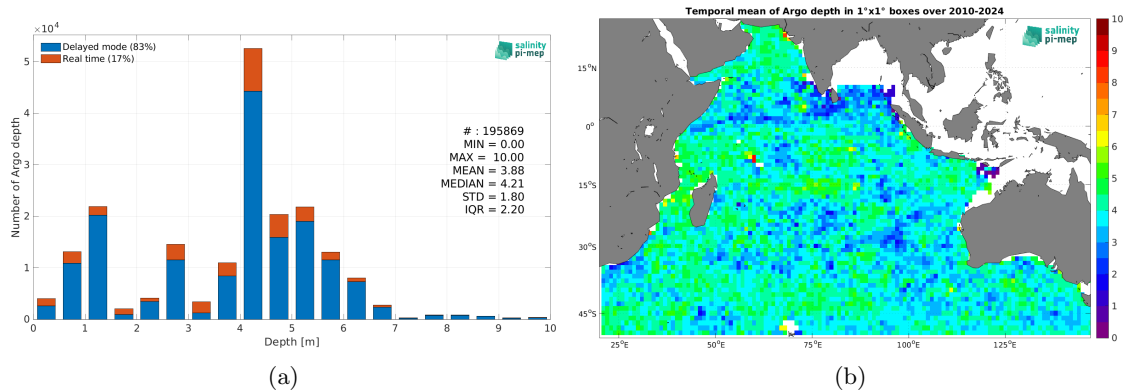 ×10⁴
Delayed mode (83%)
Real time (17%)
salinity
pi-mep
# : 195869
MIN = 0.00
MAX = 10.00
MEAN = 3.88
MEDIAN = 4.21
STD = 1.80
IQR = 2.20
Number of Argo depth
5
4
3
2
1
0
0 1 2 3 4 5 6 7 8 9 10
Depth [m]
(a)
Temporal mean of Argo depth in 1°x1° boxes over 2010-2024
salinity
pi-mep
15°N
0°
15°S
30°S
45°S
25°E 50°E 75°E 100°E 125°E
10
9
8
7
6
5
4
3
2
1
0
(b)